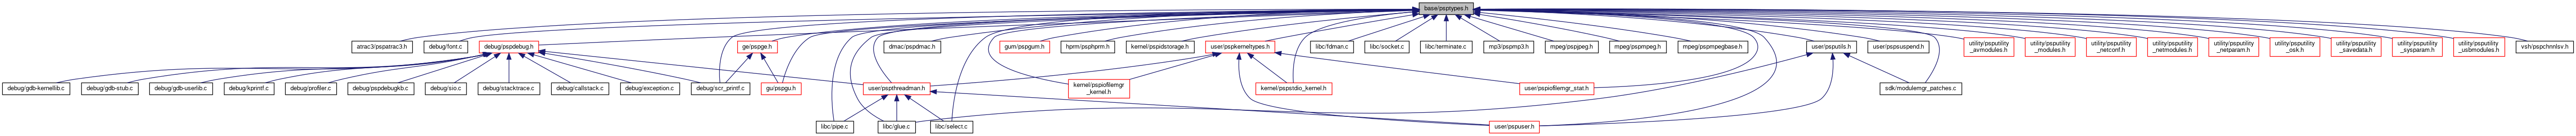 base/psptypes.h
atrac3/pspatrac3.h
debug/font.c
debug/pspdebug.h
ge/pspge.h
dmac/pspdmac.h
gum/pspgum.h
hprm/psphprm.h
kernel/pspidstorage.h
user/pspkerneltypes.h
libc/fdman.c
libc/socket.c
libc/terminate.c
mp3/pspmp3.h
mpeg/pspjpeg.h
mpeg/pspmpeg.h
mpeg/pspmpegbase.h
user/psputils.h
user/pspsuspend.h
utility/psputility
_avmodules.h
utility/psputility
_modules.h
utility/psputility
_netconf.h
utility/psputility
_netmodules.h
utility/psputility
_netparam.h
utility/psputility
_osk.h
utility/psputility
_savedata.h
utility/psputility
_sysparam.h
utility/psputility
_usbmodules.h
vsh/pspchnnlsv.h
debug/gdb-kernellib.c
debug/gdb-stub.c
debug/gdb-userlib.c
debug/kprintf.c
debug/profiler.c
debug/pspdebugkb.c
debug/sio.c
debug/stacktrace.c
debug/callstack.c
debug/exception.c
debug/scr_printf.c
gu/pspgu.h
user/pspthreadman.h
kernel/pspiofilemgr
_kernel.h
kernel/pspstdio_kernel.h
user/pspiofilemgr_stat.h
sdk/modulemgr_patches.c
libc/pipe.c
libc/glue.c
libc/select.c
user/pspuser.h